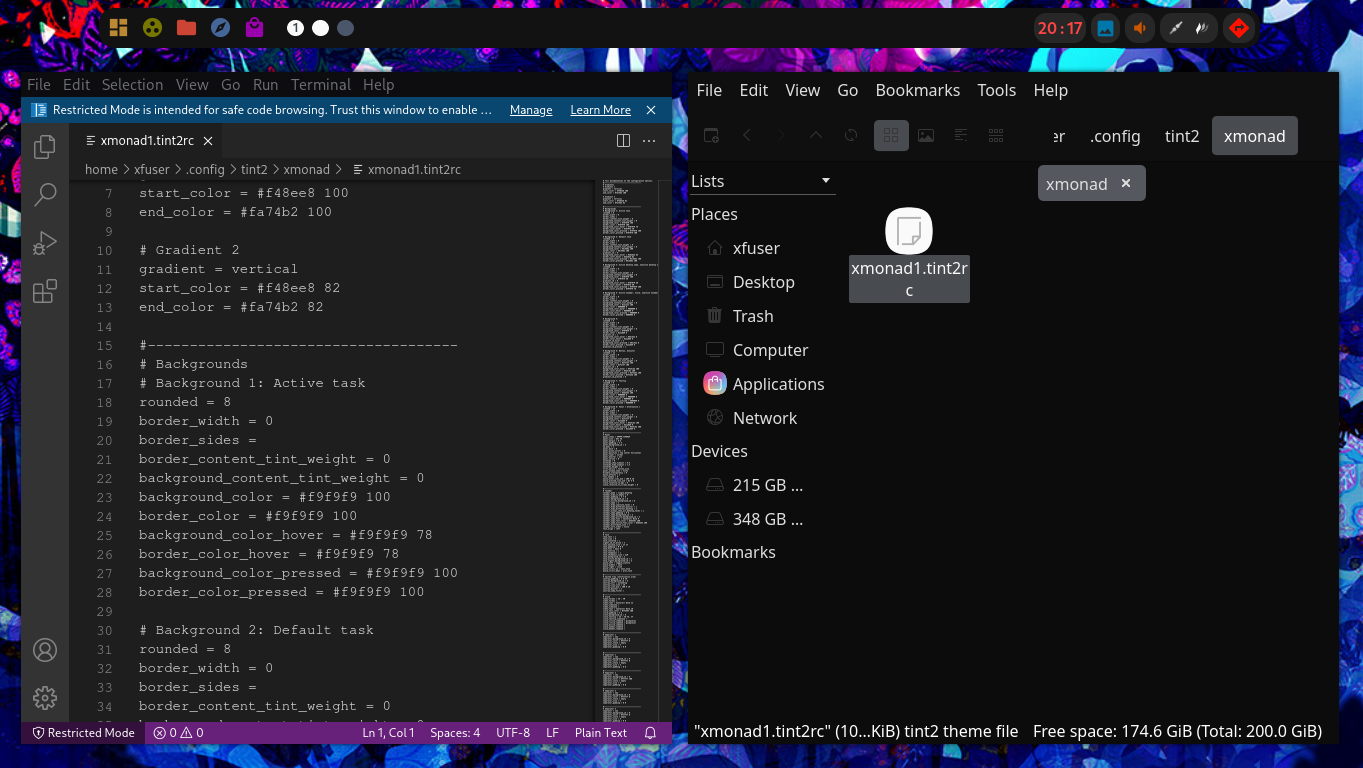 1
20:17
File Edit Selection View Go Run Terminal Help
Restricted Mode is intended for safe code browsing. Trust this window to enable ... Manage Learn More
xmonad1.tint2rc
home > xfuser > .config > tint2 > xmonad > xmonad1.tint2rc
7 start_color = #f48ee8 100
8 end_color = #fa74b2 100
9
10 # Gradient 2
11 gradient = vertical
12 start_color = #f48ee8 82
13 end_color = #fa74b2 82
14
15 #-------------------------------------
16 # Backgrounds
17 # Background 1: Active task
18 rounded = 8
19 border_width = 0
20 border_sides =
21 border_content_tint_weight = 0
22 background_content_tint_weight = 0
23 background_color = #f9f9f9 100
24 border_color = #f9f9f9 100
25 background_color_hover = #f9f9f9 78
26 border_color_hover = #f9f9f9 78
27 background_color_pressed = #f9f9f9 100
28 border_color_pressed = #f9f9f9 100
29
30 # Background 2: Default task
31 rounded = 8
32 border_width = 0
33 border_sides =
34 border_content_tint_weight = 0
Restricted Mode 0 0 Ln 1, Col 1 Spaces: 4 UTF-8 LF Plain Text
File Edit View Go Bookmarks Tools Help
er .config tint2 xmonad
Lists
xmonad
Places
xfuser
Desktop
Trash
Computer
Applications
Network
Devices
215 GB ...
348 GB ...
Bookmarks
xmonad1.tint2r
c
"xmonad1.tint2rc" (10...KiB) tint2 theme file Free space: 174.6 GiB (Total: 200.0 GiB)